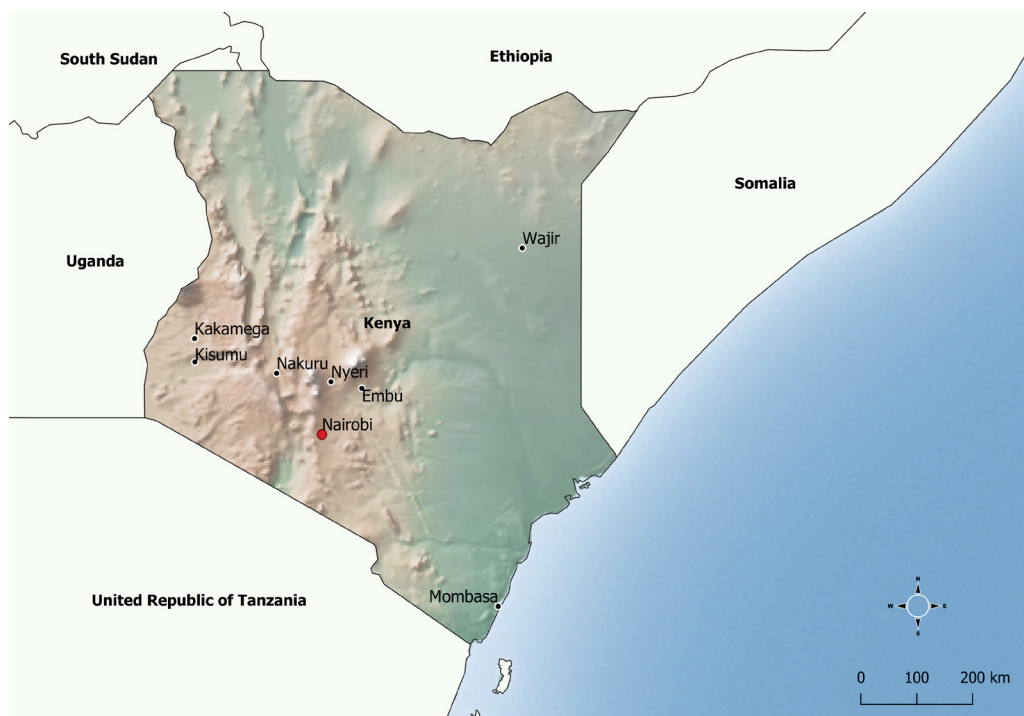 South Sudan
Ethiopia
Somalia
Wajir
Uganda
Kenya
Kakamega
Kisumu
Nakuru
Nyeri
Embu
Nairobi
Mombasa
United Republic of Tanzania
N
W E
S
0 100 200 km